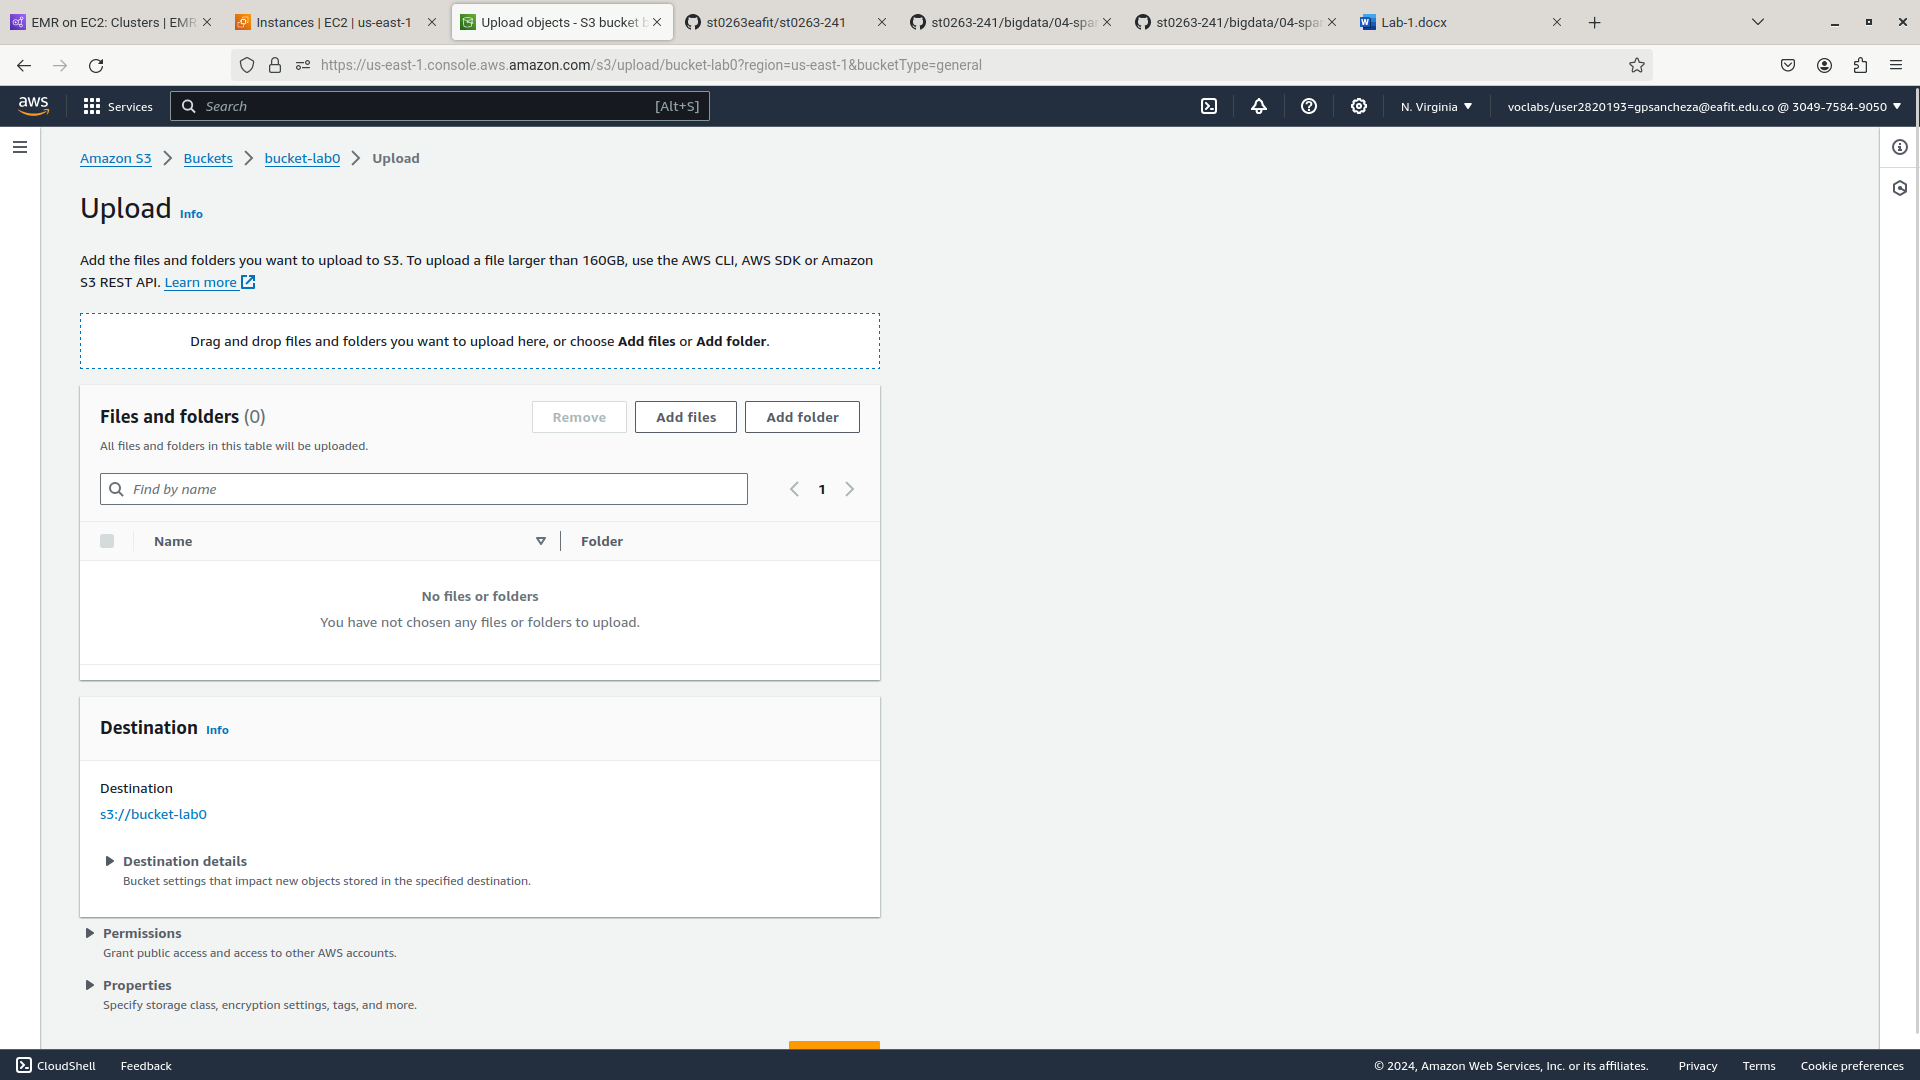 EMR on EC2: Clusters | EMR
Instances | EC2 | us-east-1
Upload objects - S3 bucket b
st0263eafit/st0263-241
st0263-241/bigdata/04-spar
st0263-241/bigdata/04-spar
Lab-1.docx
https://us-east-1.console.aws.amazon.com/s3/upload/bucket-lab0?region=us-east-1&bucketType=general
aws
Services
Search
[Alt+S]
N. Virginia
voclabs/user2820193=gpsancheza@eafit.edu.co @ 3049-7584-9050
Amazon S3
Buckets
bucket-lab0
Upload
Upload Info
Add the files and folders you want to upload to S3. To upload a file larger than 160GB, use the AWS CLI, AWS SDK or Amazon
S3 REST API. Learn more
Drag and drop files and folders you want to upload here, or choose Add files or Add folder.
Files and folders (0)
Remove
Add files
Add folder
All files and folders in this table will be uploaded.
Find by name
1
Name
Folder
No files or folders
You have not chosen any files or folders to upload.
Destination Info
Destination
s3://bucket-lab0
Destination details
Bucket settings that impact new objects stored in the specified destination.
Permissions
Grant public access and access to other AWS accounts.
Properties
Specify storage class, encryption settings, tags, and more.
CloudShell
Feedback
© 2024, Amazon Web Services, Inc. or its affiliates.
Privacy
Terms
Cookie preferences